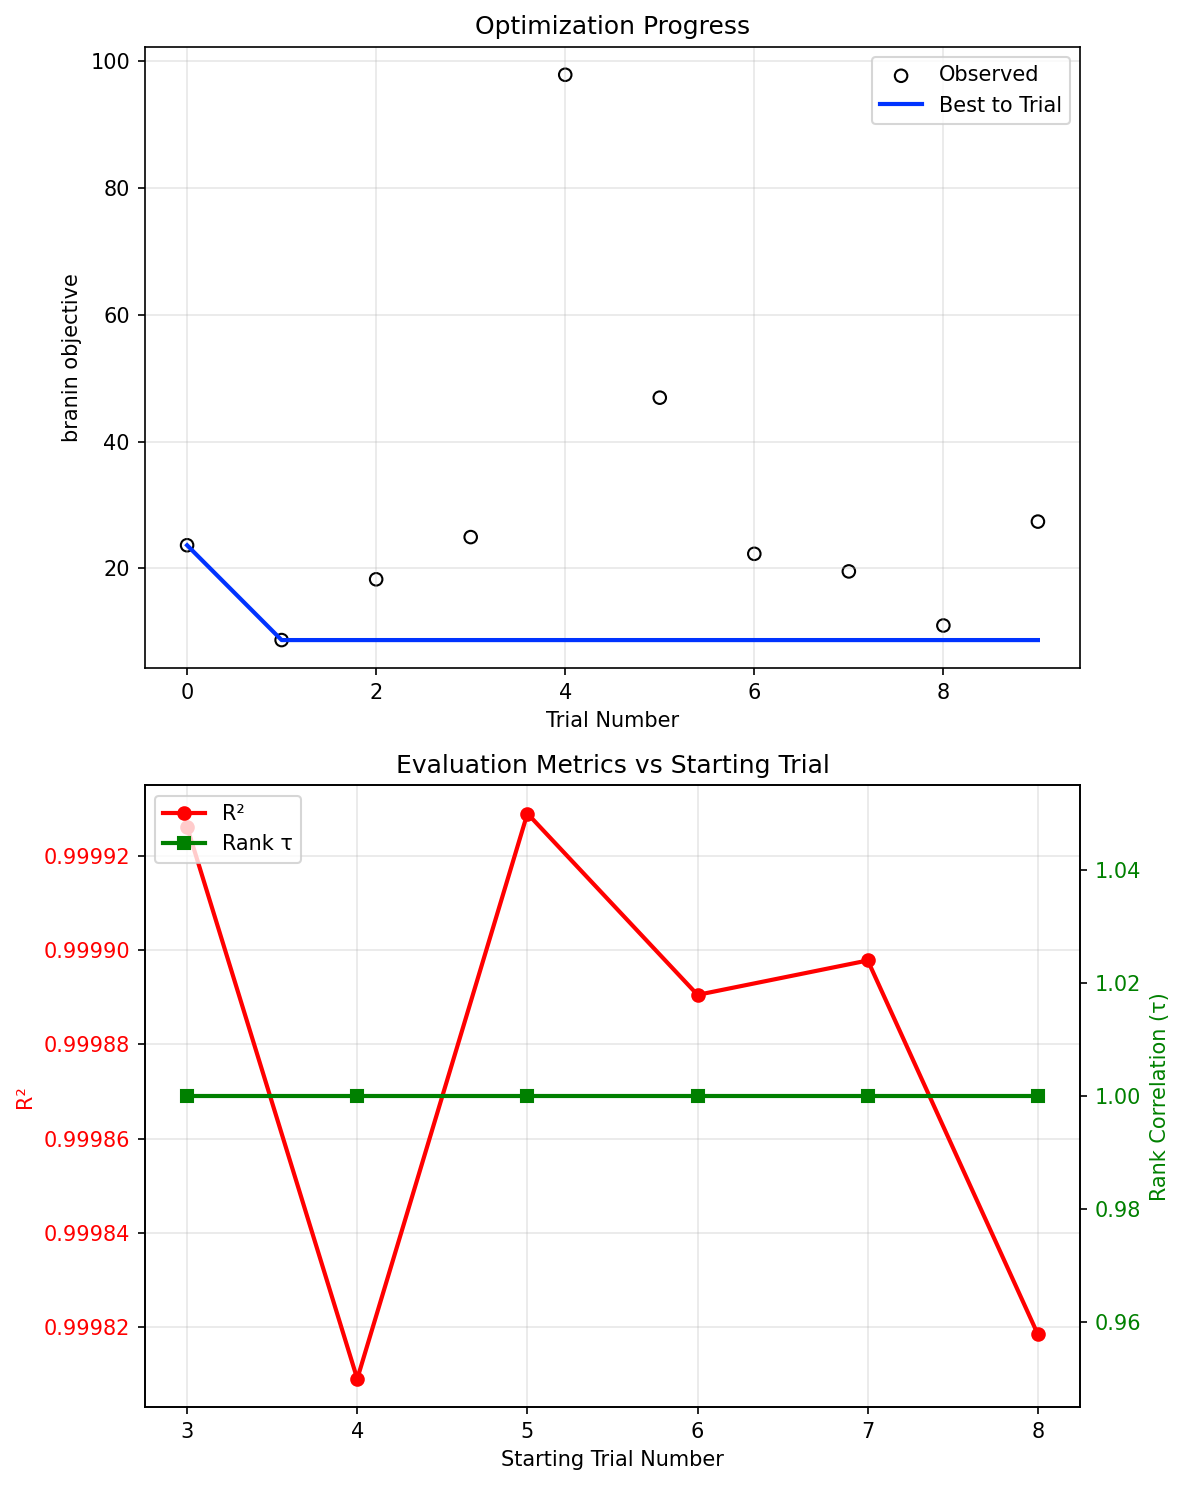 Optimization Progress
100
80
60
40
20
branin objective
Observed
Best to Trial
0 2 4 6 8
Trial Number
Evaluation Metrics vs Starting Trial
R²
Rank τ
0.99992
0.99990
0.99988
0.99986
0.99984
0.99982
R²
1.04
1.02
1.00
0.98
0.96
Rank Correlation (τ)
3 4 5 6 7 8
Starting Trial Number